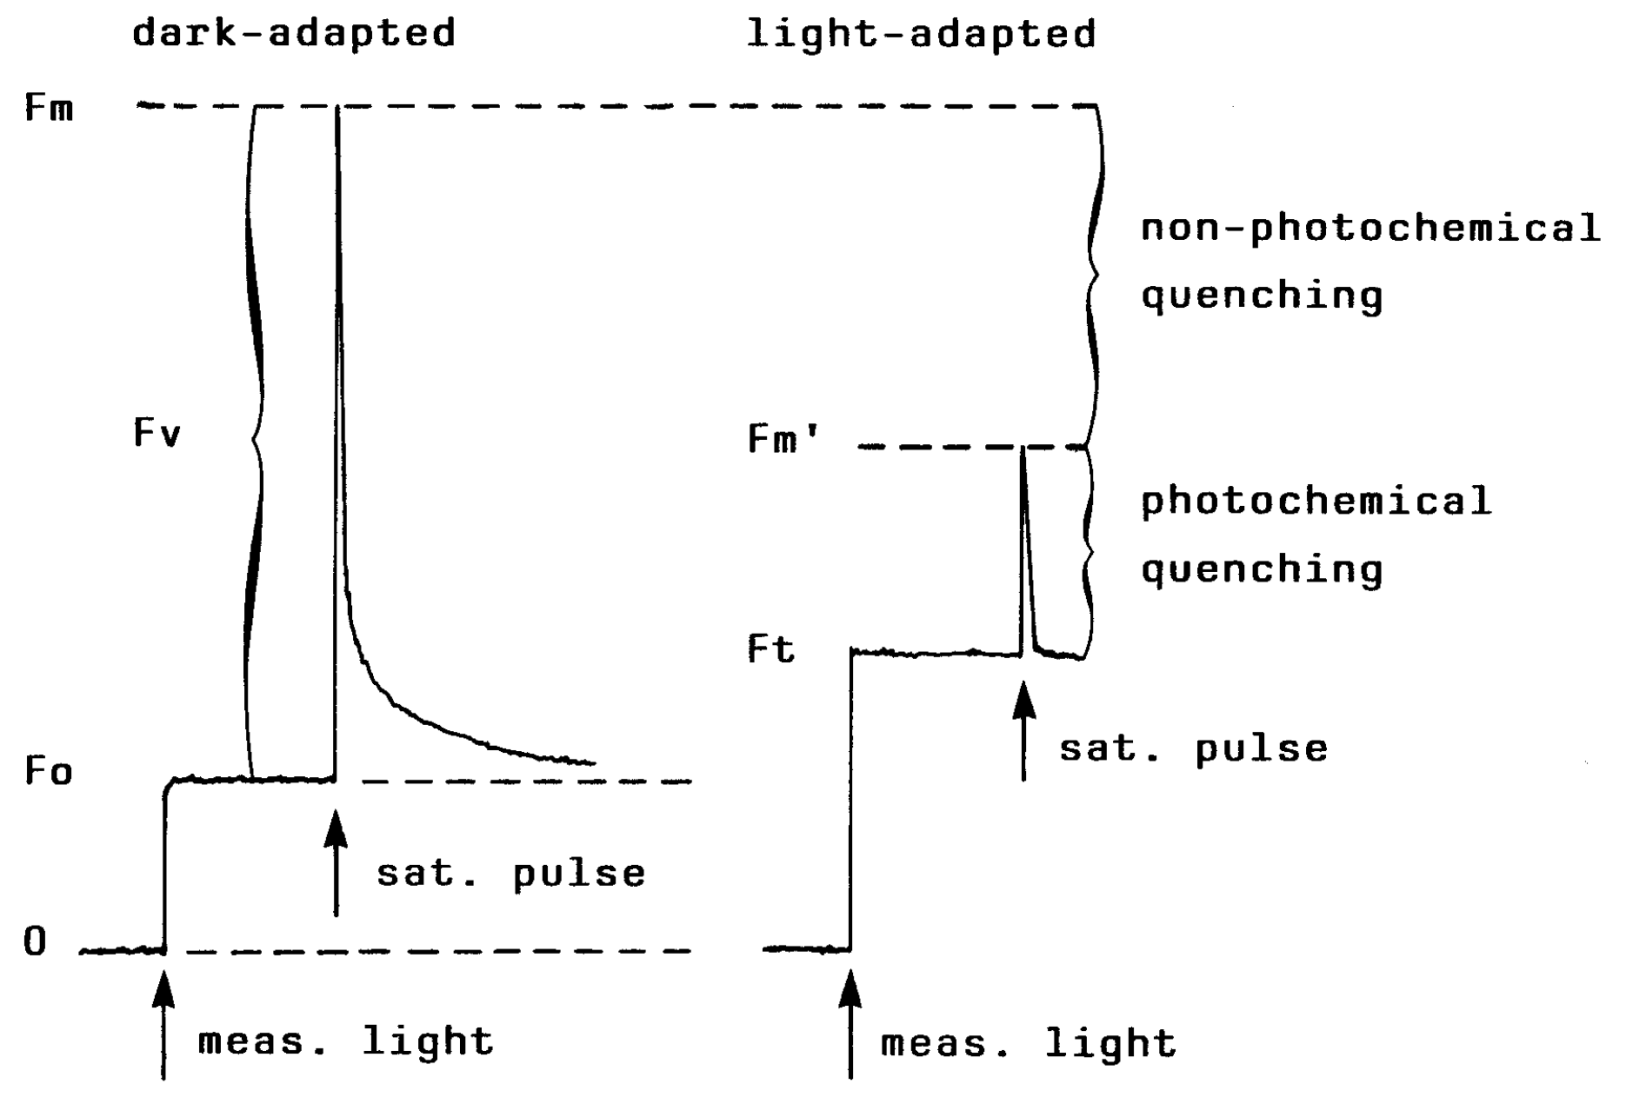 dark-adapted
light-adapted
Fm
non-photochemical
quenching
Fv
Fm'
photochemical
quenching
Ft
sat. pulse
Fo
sat. pulse
0
meas. light
meas. light